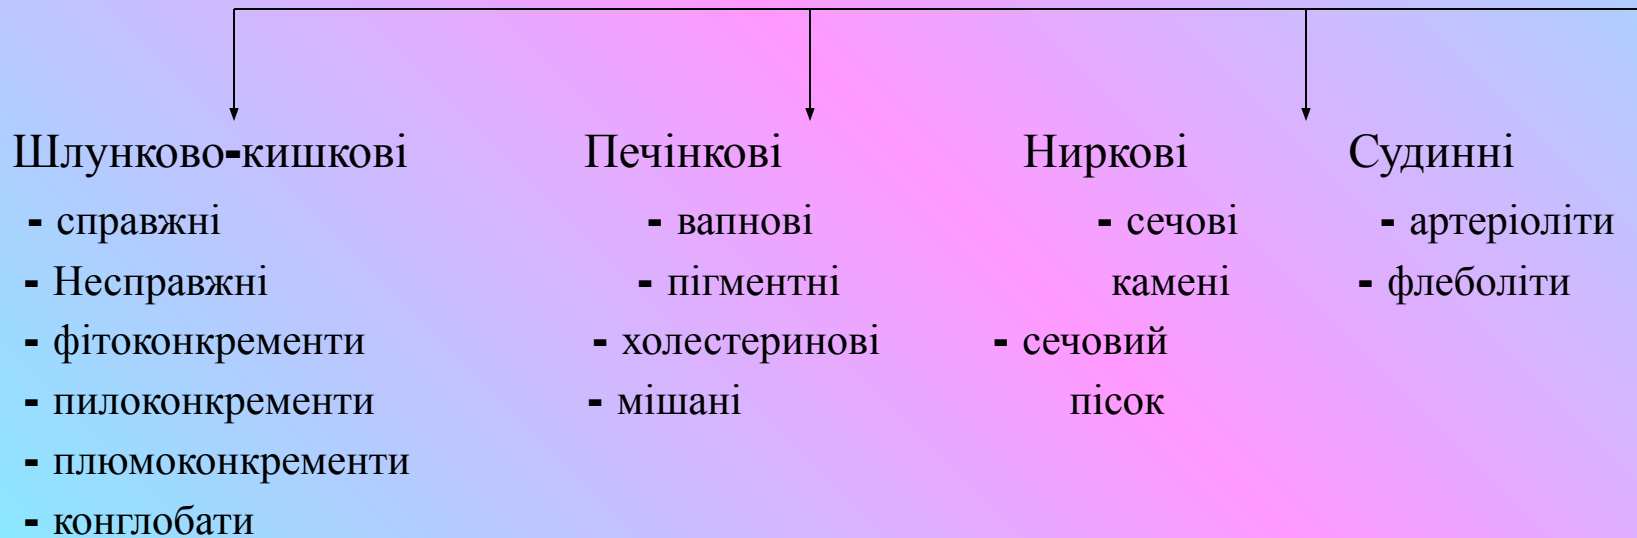 Шлунково-кишкові
- справжні
- Несправжні
- фітоконкременти
- пилоконкременти
- плюмоконкременти
- конглобати
Печінкові
- вапнові
- пігментні
- холестеринові
- мішані
Ниркові
- сечові
камені
- сечовий
пісок
Судинні
- артеріоліти
- флеболіти